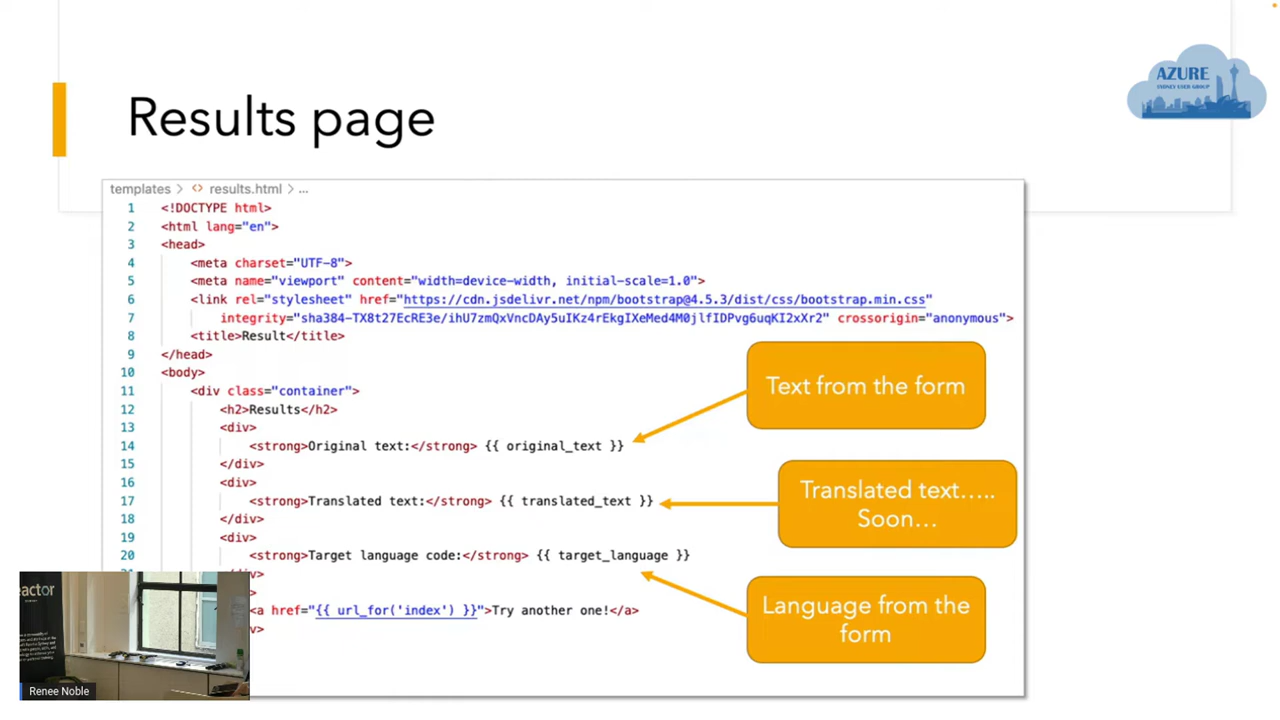 AZURE
SYDNEY USER GROUP
Results page
templates > <> results.html > ...
1 <!DOCTYPE html>
2 <html lang="en">
3 <head>
4 <meta charset="UTF-8">
5 <meta name="viewport" content="width=device-width, initial-scale=1.0">
6 <link rel="stylesheet" href="https://cdn.jsdelivr.net/npm/bootstrap@4.5.3/dist/css/bootstrap.min.css"
7 integrity="sha384-TX8t27EcRE3e/ihU7zmQxVncDAy5uIKz4rEkgIXeMed4M0jlfIDPvg6uqKI2xXr2" crossorigin="anonymous">
8 <title>Result</title>
9 </head>
10 <body>
11 <div class="container">
12 <h2>Results</h2>
13 <div>
14 <strong>Original text:</strong> {{ original_text }}
15 </div>
16 <div>
17 <strong>Translated text:</strong> {{ translated_text }}
18 </div>
19 <div>
20 <strong>Target language code:</strong> {{ target_language }}
<a href="{{ url_for('index') }}">Try another one!</a>
Text from the form
Translated text.....
Soon...
Language from the
form
eactor
Renee Noble